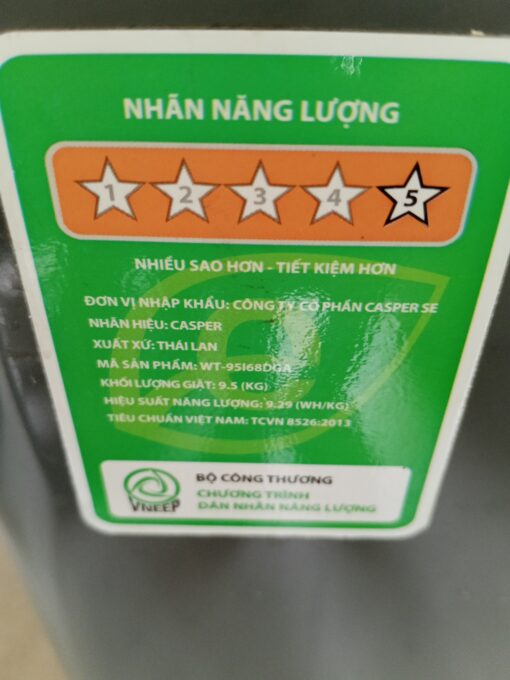 NHÃN NĂNG LƯỢNG
1 2 3 4 5
NHIỀU SAO HƠN - TIẾT KIỆM HƠN
ĐƠN VỊ NHẬP KHẨU: CÔNG TY CỔ PHẦN CASPER SE
NHÃN HIỆU: CASPER
XUẤT XỨ: THÁI LAN
MÃ SẢN PHẨM: WT-95I68DGA
KHỐI LƯỢNG GIẶT: 9.5 (KG)
HIỆU SUẤT NĂNG LƯỢNG: 9.29 (WH/KG)
TIÊU CHUẨN VIỆT NAM: TCVN 8526:2013
BỘ CÔNG THƯƠNG
CHƯƠNG TRÌNH
DÁN NHÃN NĂNG LƯỢNG
VNEEP